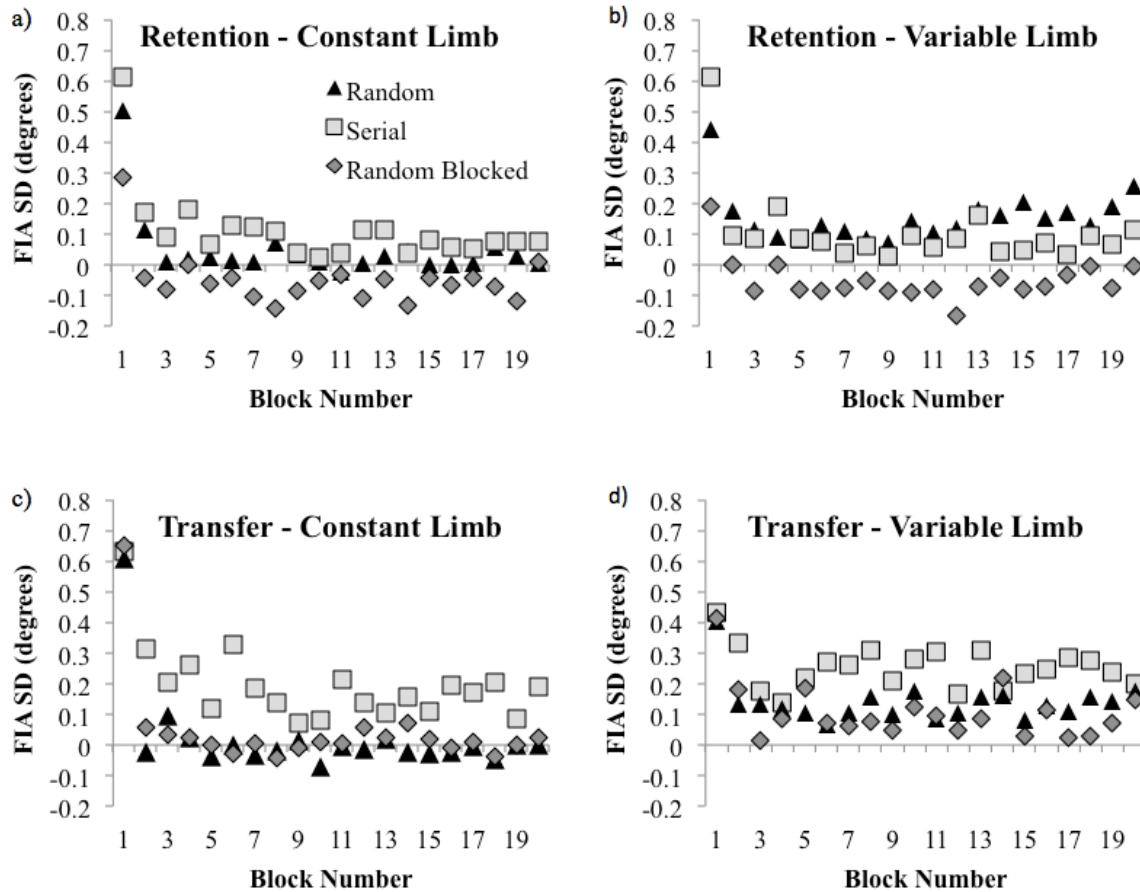 a)
Retention - Constant Limb
FIA SD (degrees)
0.8
0.7
0.6
0.5
0.4
0.3
0.2
0.1
0
-0.1
-0.2
Random
Serial
Random Blocked
1 3 5 7 9 11 13 15 17 19
Block Number
b)
Retention - Variable Limb
FIA SD (degrees)
0.8
0.7
0.6
0.5
0.4
0.3
0.2
0.1
0
-0.1
-0.2
1 3 5 7 9 11 13 15 17 19
Block Number
c)
Transfer - Constant Limb
FIA SD (degrees)
0.8
0.7
0.6
0.5
0.4
0.3
0.2
0.1
0
-0.1
-0.2
1 3 5 7 9 11 13 15 17 19
Block Number
d)
Transfer - Variable Limb
FIA SD (degrees)
0.8
0.7
0.6
0.5
0.4
0.3
0.2
0.1
0
-0.1
-0.2
1 3 5 7 9 11 13 15 17 19
Block Number